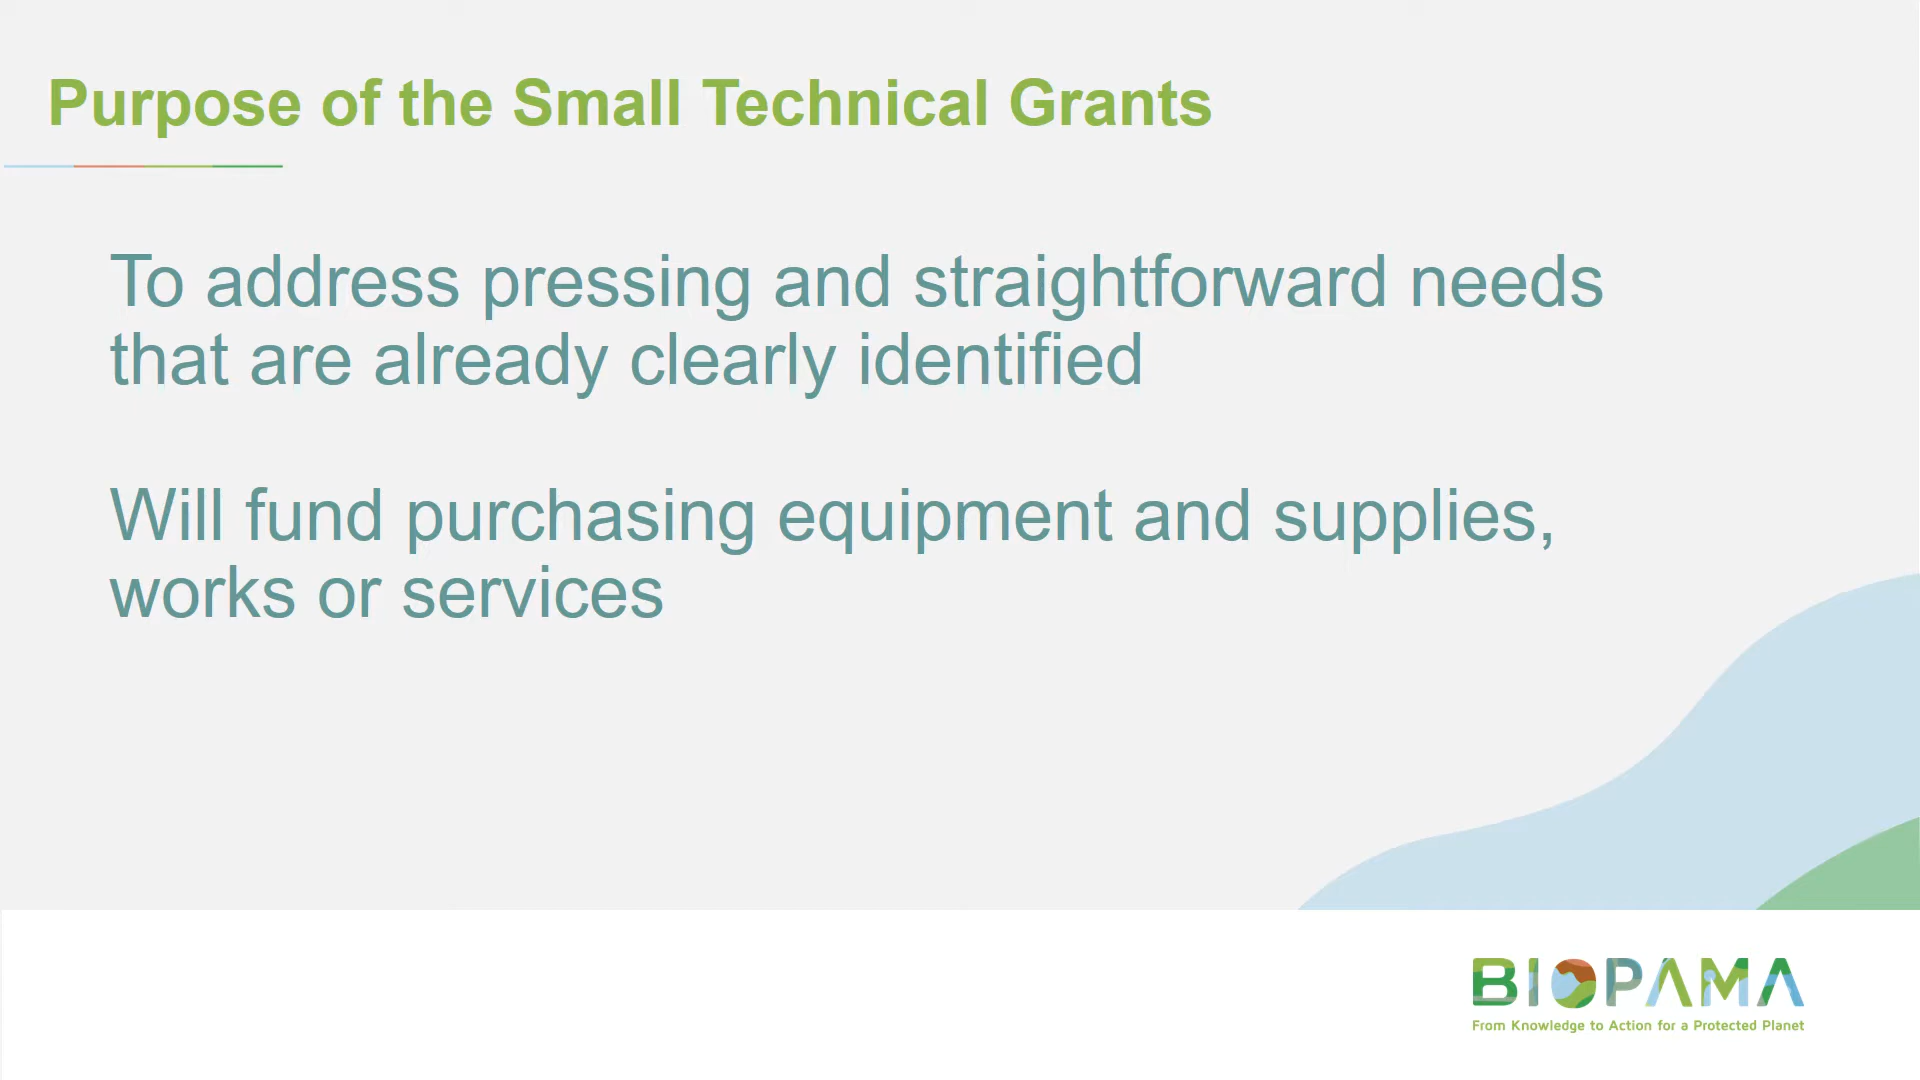 Purpose of the Small Technical Grants
To address pressing and straightforward needs
that are already clearly identified
Will fund purchasing equipment and supplies,
works or services
BIOPAMA
From Knowledge to Action for a Protected Planet